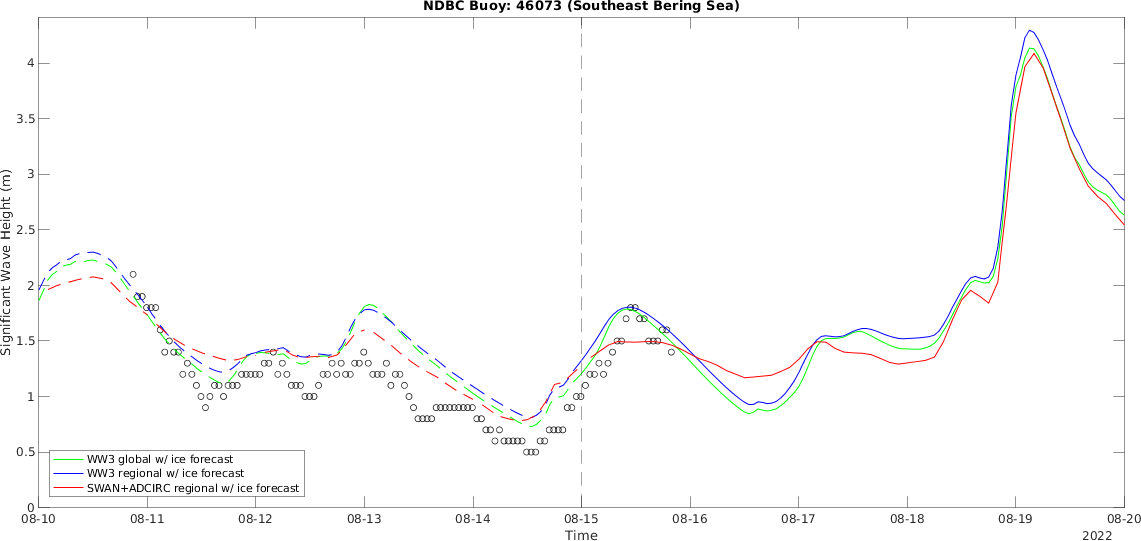 NDBC Buoy: 46073 (Southeast Bering Sea)
Significant Wave Height (m)
4
3.5
3
2.5
2
1.5
1
0.5
0
WW3 global w/ ice forecast
WW3 regional w/ ice forecast
SWAN+ADCIRC regional w/ ice forecast
08-10 08-11 08-12 08-13 08-14 08-15 08-16 08-17 08-18 08-19 08-20
Time
2022